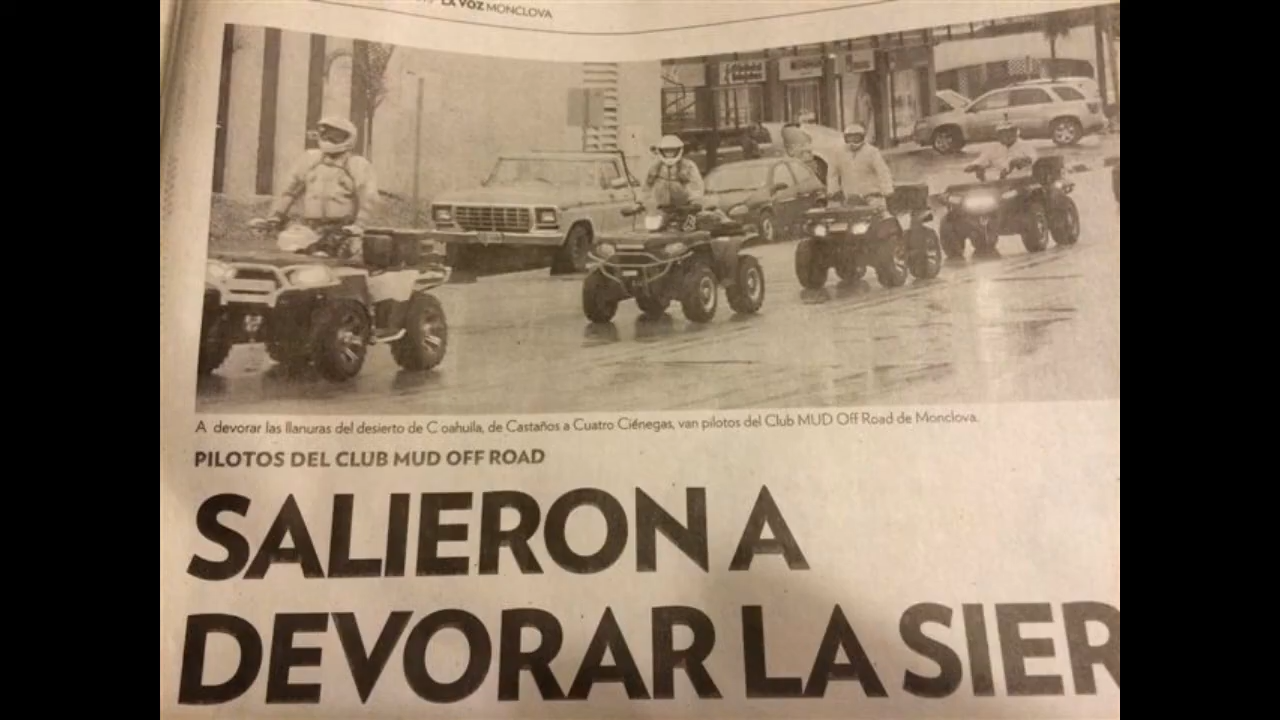 LA VOZ MONCLOVA
A devorar las llanuras del desierto de C oahuila, de Castaños a Cuatro Ciénegas, van pilotos del Club MUD Off Road de Monclova.
PILOTOS DEL CLUB MUD OFF ROAD
SALIERON A
DEVORAR LA SIER